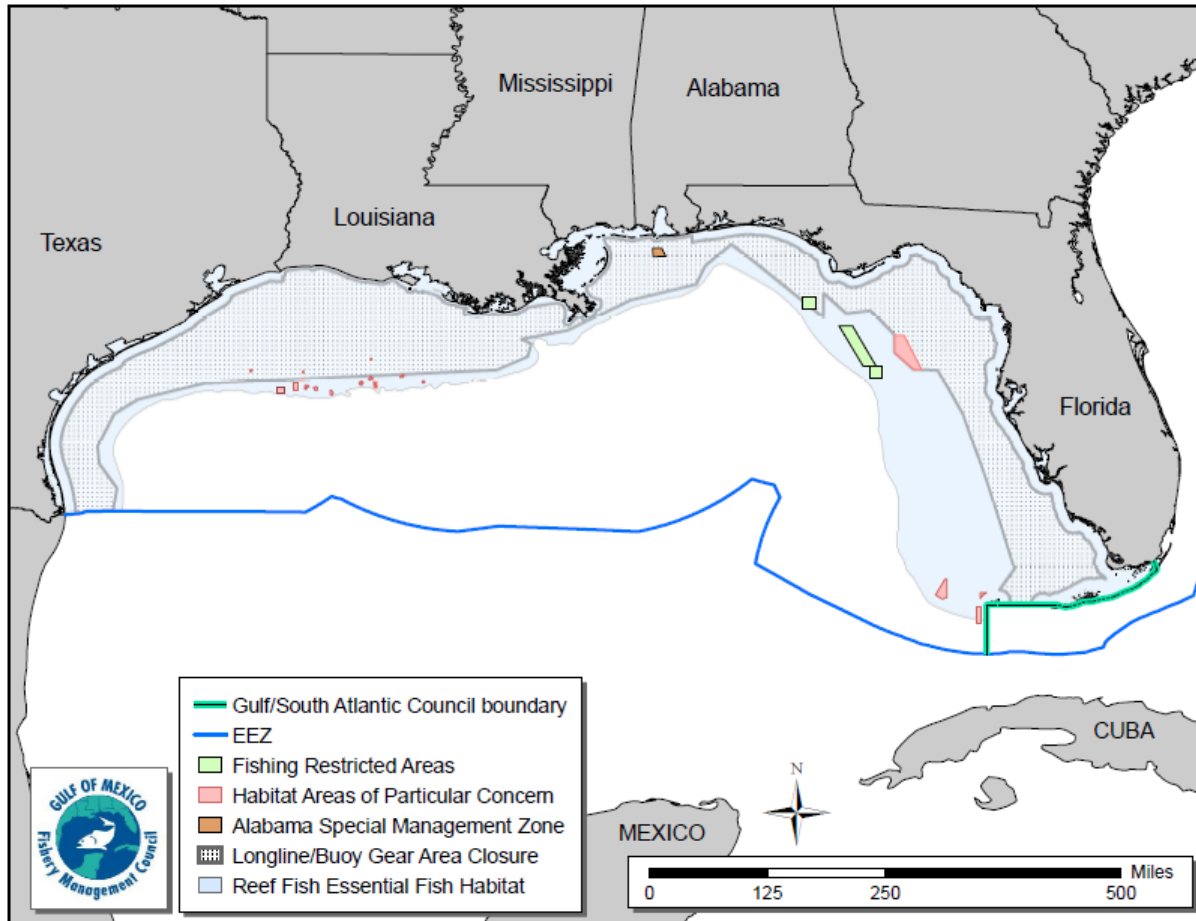 Mississippi
Alabama
Louisiana
Texas
Florida
Gulf/South Atlantic Council boundary
EEZ
Fishing Restricted Areas
Habitat Areas of Particular Concern
Alabama Special Management Zone
Longline/Buoy Gear Area Closure
Reef Fish Essential Fish Habitat
GULF OF MEXICO
Fishery Management Council
CUBA
N
MEXICO
Miles
0 125 250 500